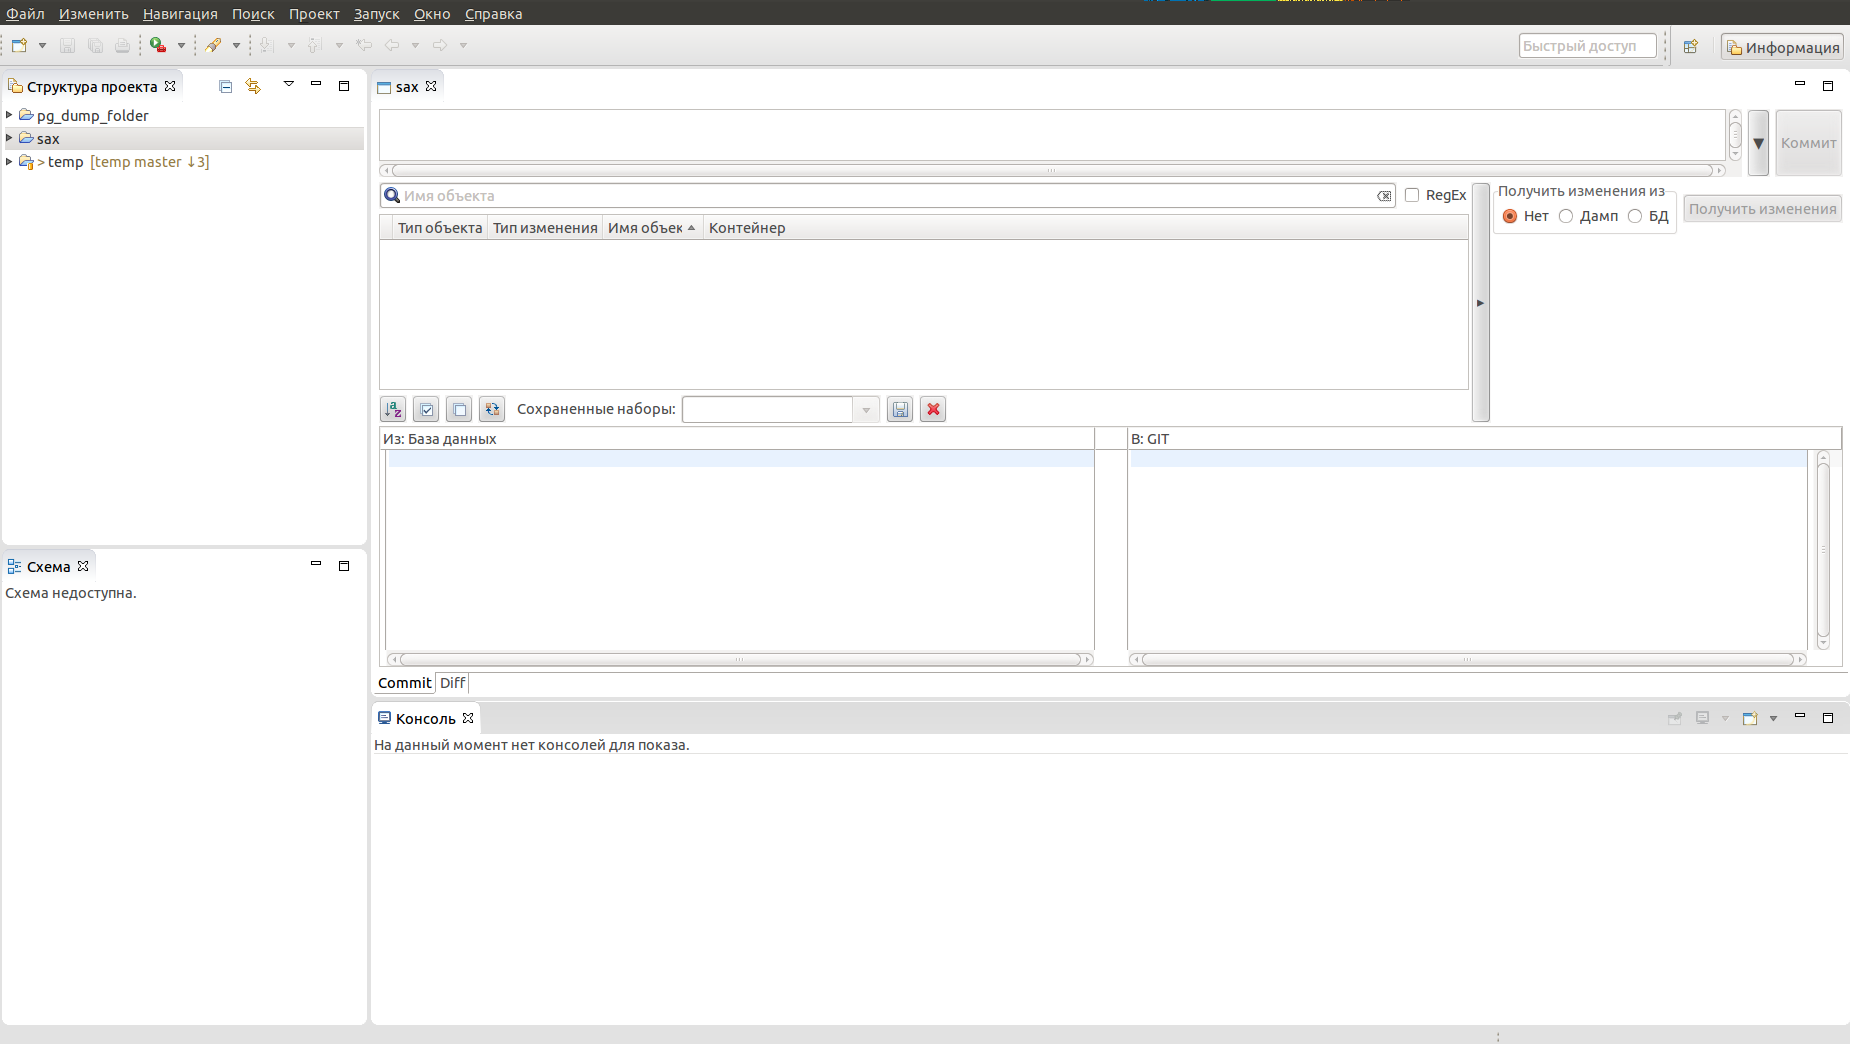 Файл Изменить Навигация Поиск Проект Запуск Окно Справка
Быстрый доступ
Информация
Структура проекта
pg_dump_folder
sax
> temp [temp master ↓3]
Схема
Схема недоступна.
sax
Коммит
Имя объекта
RegEx
Получить изменения из
Нет Дамп БД
Получить изменения
Тип объекта Тип изменения Имя объек Контейнер
Сохраненные наборы:
Из: База данных
В: GIT
Commit Diff
Консоль
На данный момент нет консолей для показа.